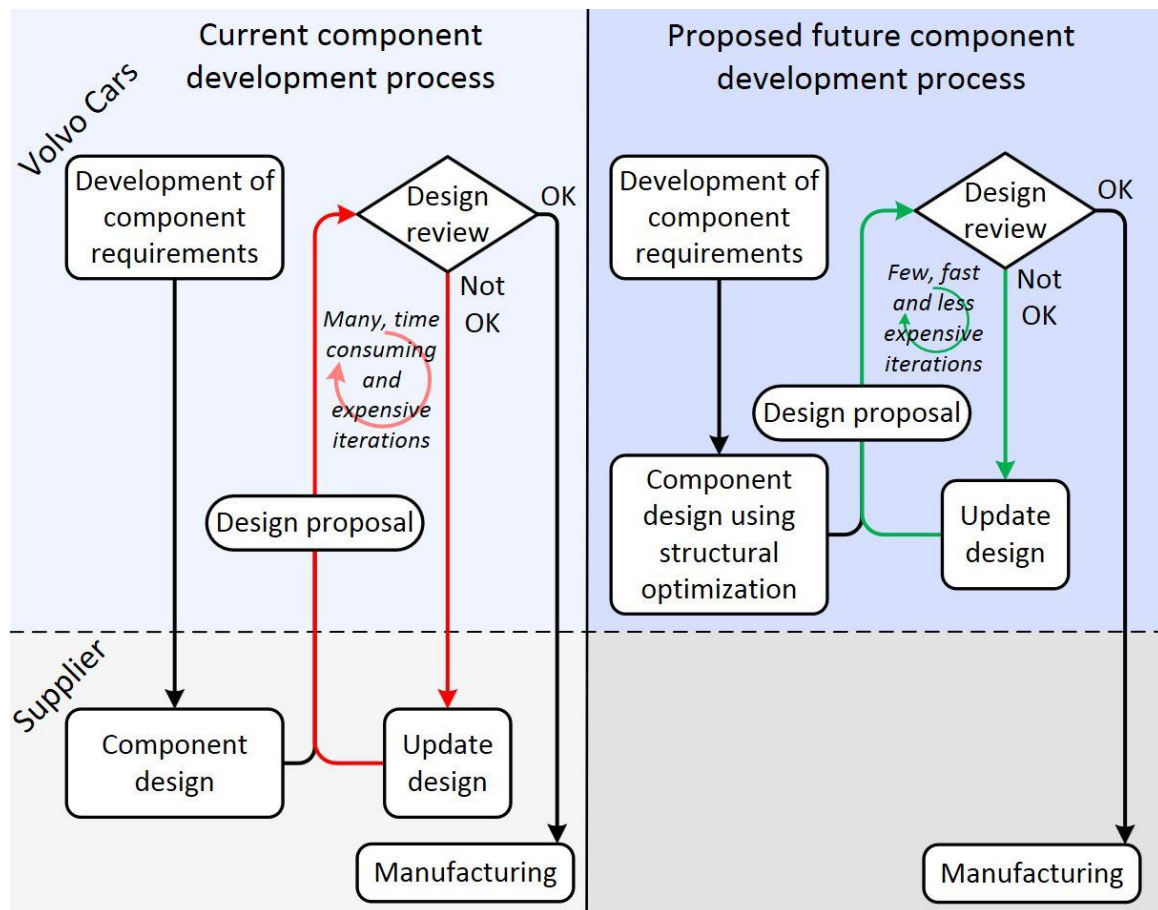 Current component
development process
Volvo Cars
Development of
component
requirements
Design
review
OK
Not
OK
Many, time
consuming
and
expensive
iterations
Design proposal
Supplier
Component
design
Update
design
Manufacturing
Proposed future component
development process
Development of
component
requirements
Design
review
OK
Not
OK
Few, fast
and less
expensive
iterations
Design proposal
Component
design using
structural
optimization
Update
design
Manufacturing